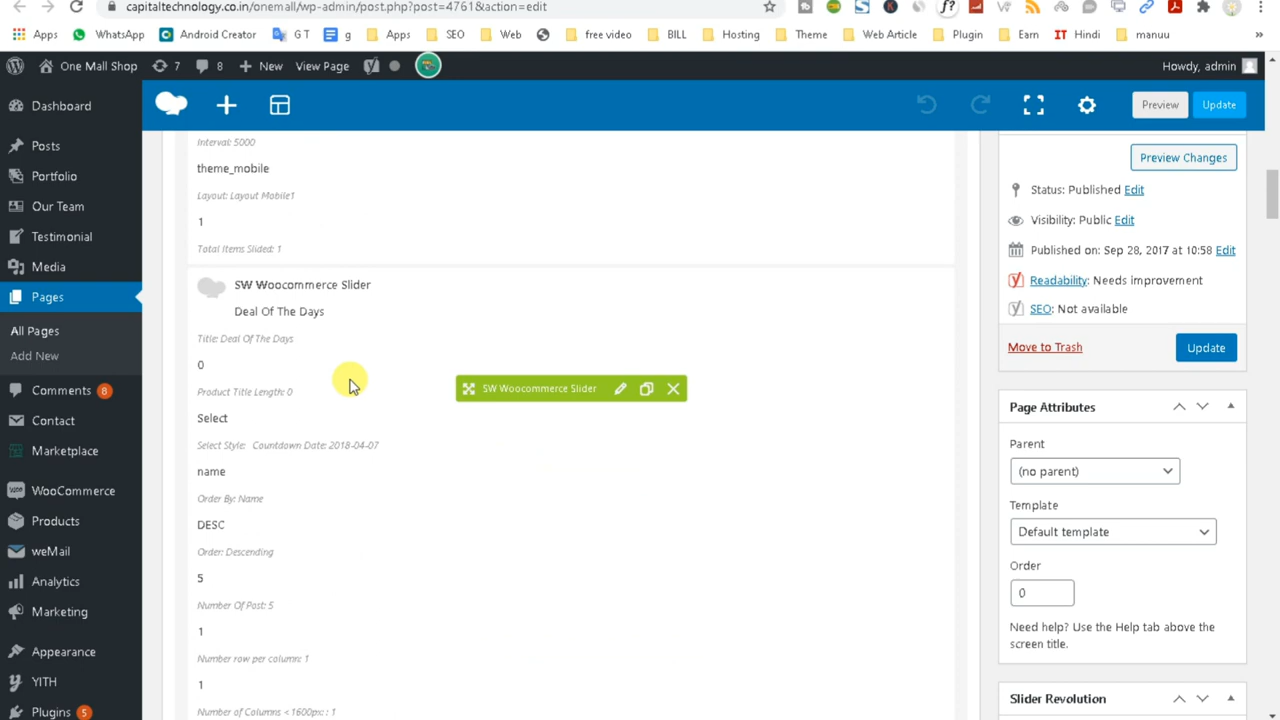 capitaltechnology.co.in/onemall/wp-admin/post.php?post=4761&action=edit
Apps WhatsApp Android Creator G T g Apps SEO Web free video BILL Hosting Theme Web Article Plugin Earn IT Hindi manuu »
One Mall Shop 7 8 + New View Page Howdy, admin
Preview Update
Dashboard
Posts
Portfolio
Our Team
Testimonial
Media
Pages
All Pages
Add New
Comments 8
Contact
Marketplace
WooCommerce
Products
weMail
Analytics
Marketing
Appearance
YITH
Plugins 5
Interval: 5000
theme_mobile
Layout: Layout Mobile1
1
Total Items Slided: 1
SW Woocommerce Slider
Deal Of The Days
Title: Deal Of The Days
0
Product Title Length: 0
SW Woocommerce Slider
Select
Select Style: Countdown Date: 2018-04-07
name
Order By: Name
DESC
Order: Descending
5
Number Of Post: 5
1
Number row per column: 1
1
Number of Columns <1600px: : 1
Preview Changes
Status: Published Edit
Visibility: Public Edit
Published on: Sep 28, 2017 at 10:58 Edit
Readability: Needs improvement
SEO: Not available
Move to Trash Update
Page Attributes
Parent
(no parent)
Template
Default template
Order
0
Need help? Use the Help tab above the
screen title.
Slider Revolution